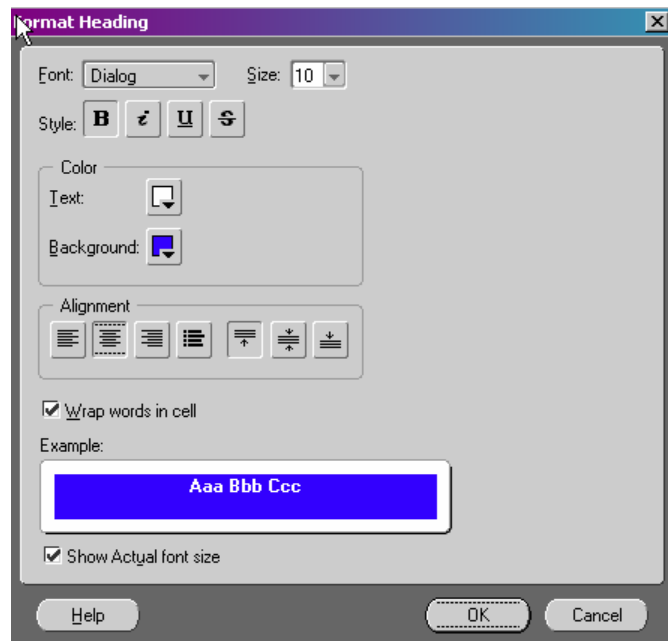 Format Heading
Font: Dialog Size: 10
Style: B i U S
Color
Text:
Background:
Alignment
Wrap words in cell
Example:
Aaa Bbb Ccc
Show Actual font size
Help OK Cancel